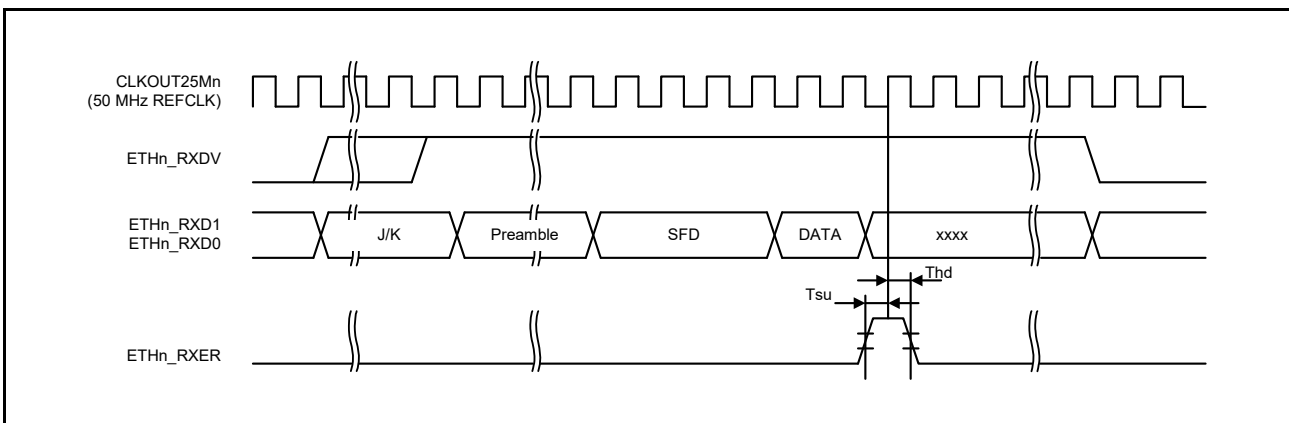 CLKOUT25Mn
(50 MHz REFCLK)
ETHn_RXDV
ETHn_RXD1
ETHn_RXD0
J/K
Preamble
SFD
DATA
xxxx
Thd
Tsu
ETHn_RXER